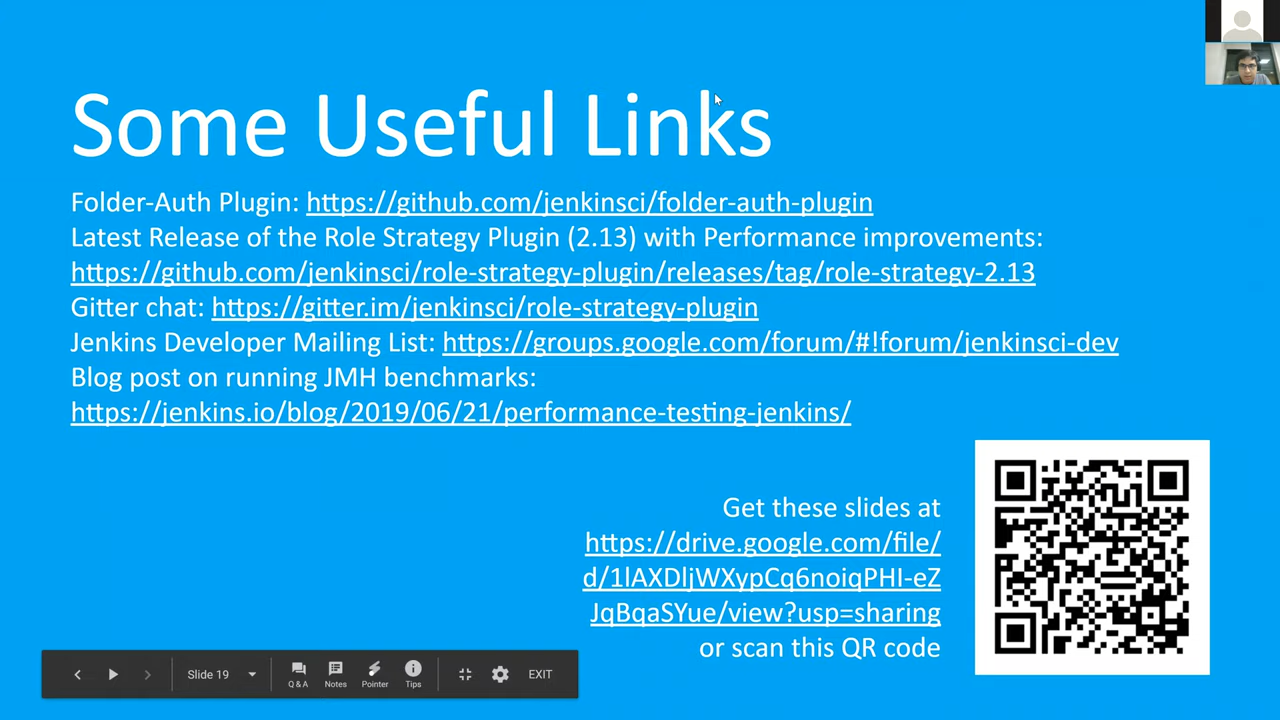 Some Useful Links
Folder-Auth Plugin: https://github.com/jenkinsci/folder-auth-plugin
Latest Release of the Role Strategy Plugin (2.13) with Performance improvements:
https://github.com/jenkinsci/role-strategy-plugin/releases/tag/role-strategy-2.13
Gitter chat: https://gitter.im/jenkinsci/role-strategy-plugin
Jenkins Developer Mailing List: https://groups.google.com/forum/#!forum/jenkinsci-dev
Blog post on running JMH benchmarks:
https://jenkins.io/blog/2019/06/21/performance-testing-jenkins/
Get these slides at
https://drive.google.com/file/
d/1lAXDljWXypCq6noiqPHI-eZ
JqBqaSYue/view?usp=sharing
or scan this QR code
Slide 19
Q & A
Notes
Pointer
Tips
EXIT